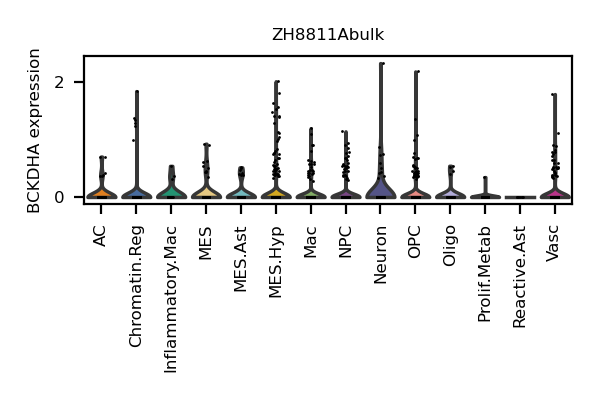 ZH8811Abulk
BCKDHA expression
2
0
AC
Chromatin.Reg
Inflammatory.Mac
MES
MES.Ast
MES.Hyp
Mac
NPC
Neuron
OPC
Oligo
Prolif.Metab
Reactive.Ast
Vasc